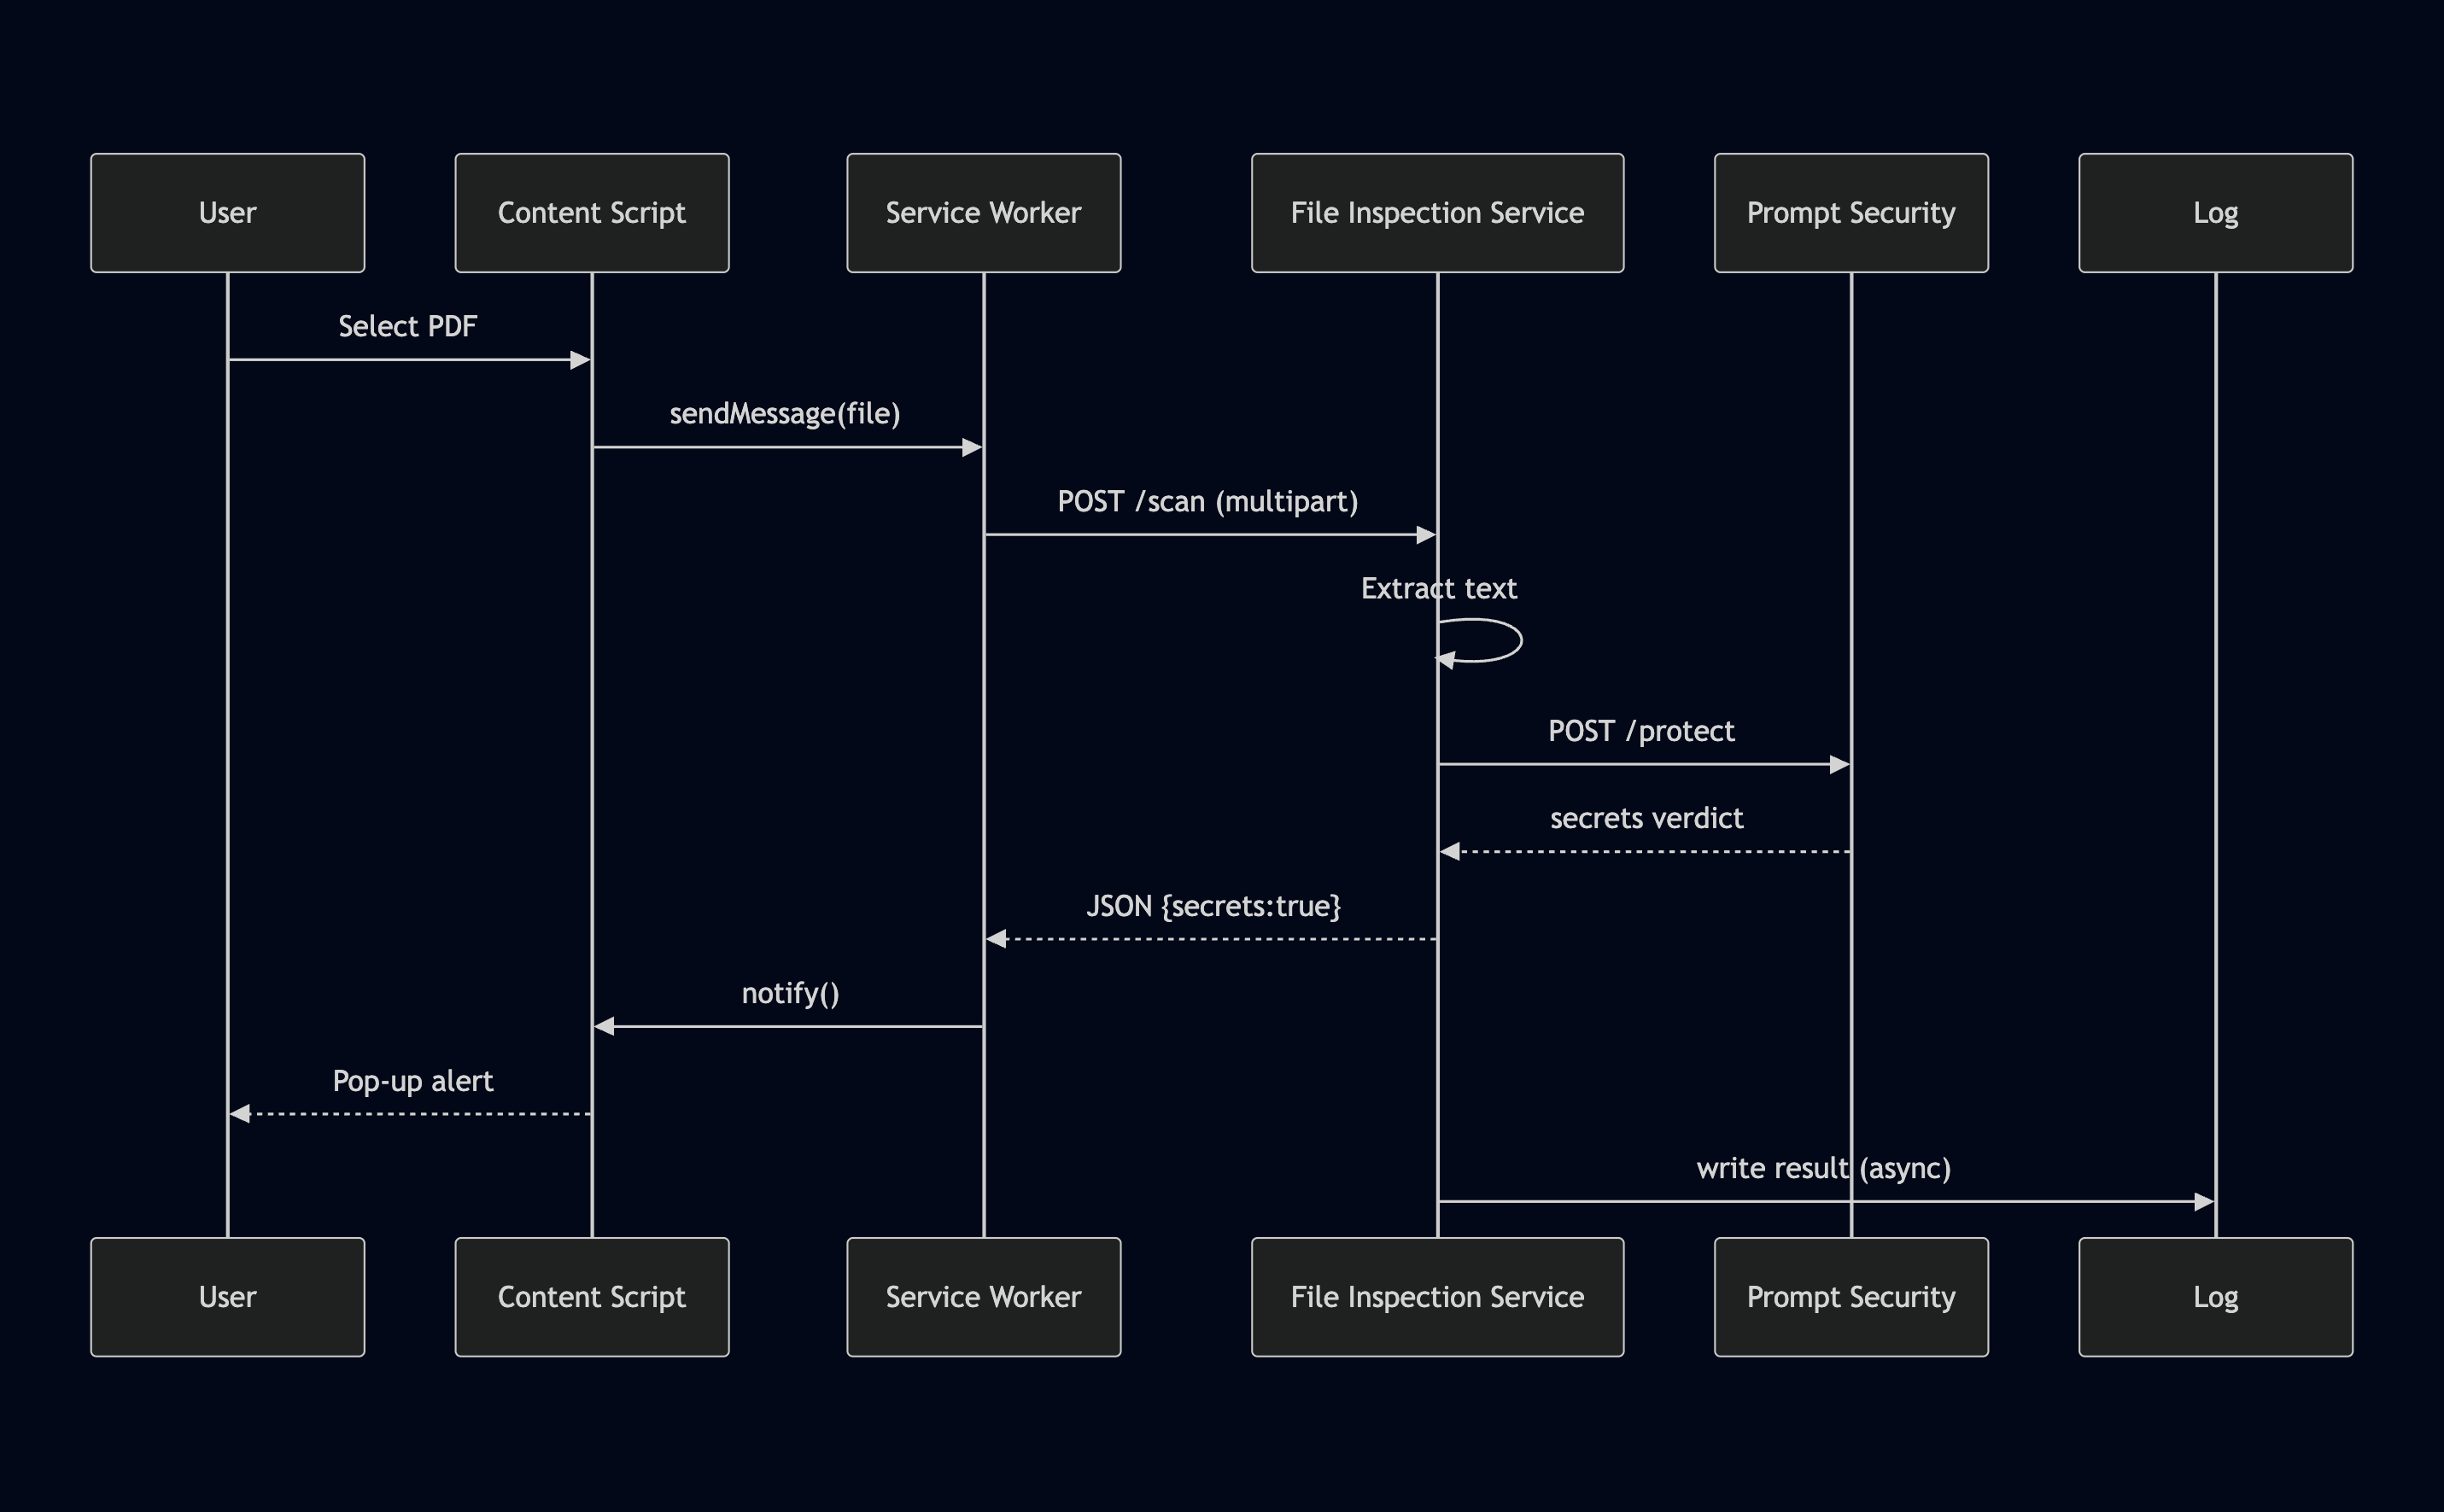 User
Content Script
Service Worker
File Inspection Service
Prompt Security
Log
Select PDF
sendMessage(file)
POST /scan (multipart)
Extract text
POST /protect
secrets verdict
JSON {secrets:true}
notify()
Pop-up alert
write result (async)
User
Content Script
Service Worker
File Inspection Service
Prompt Security
Log